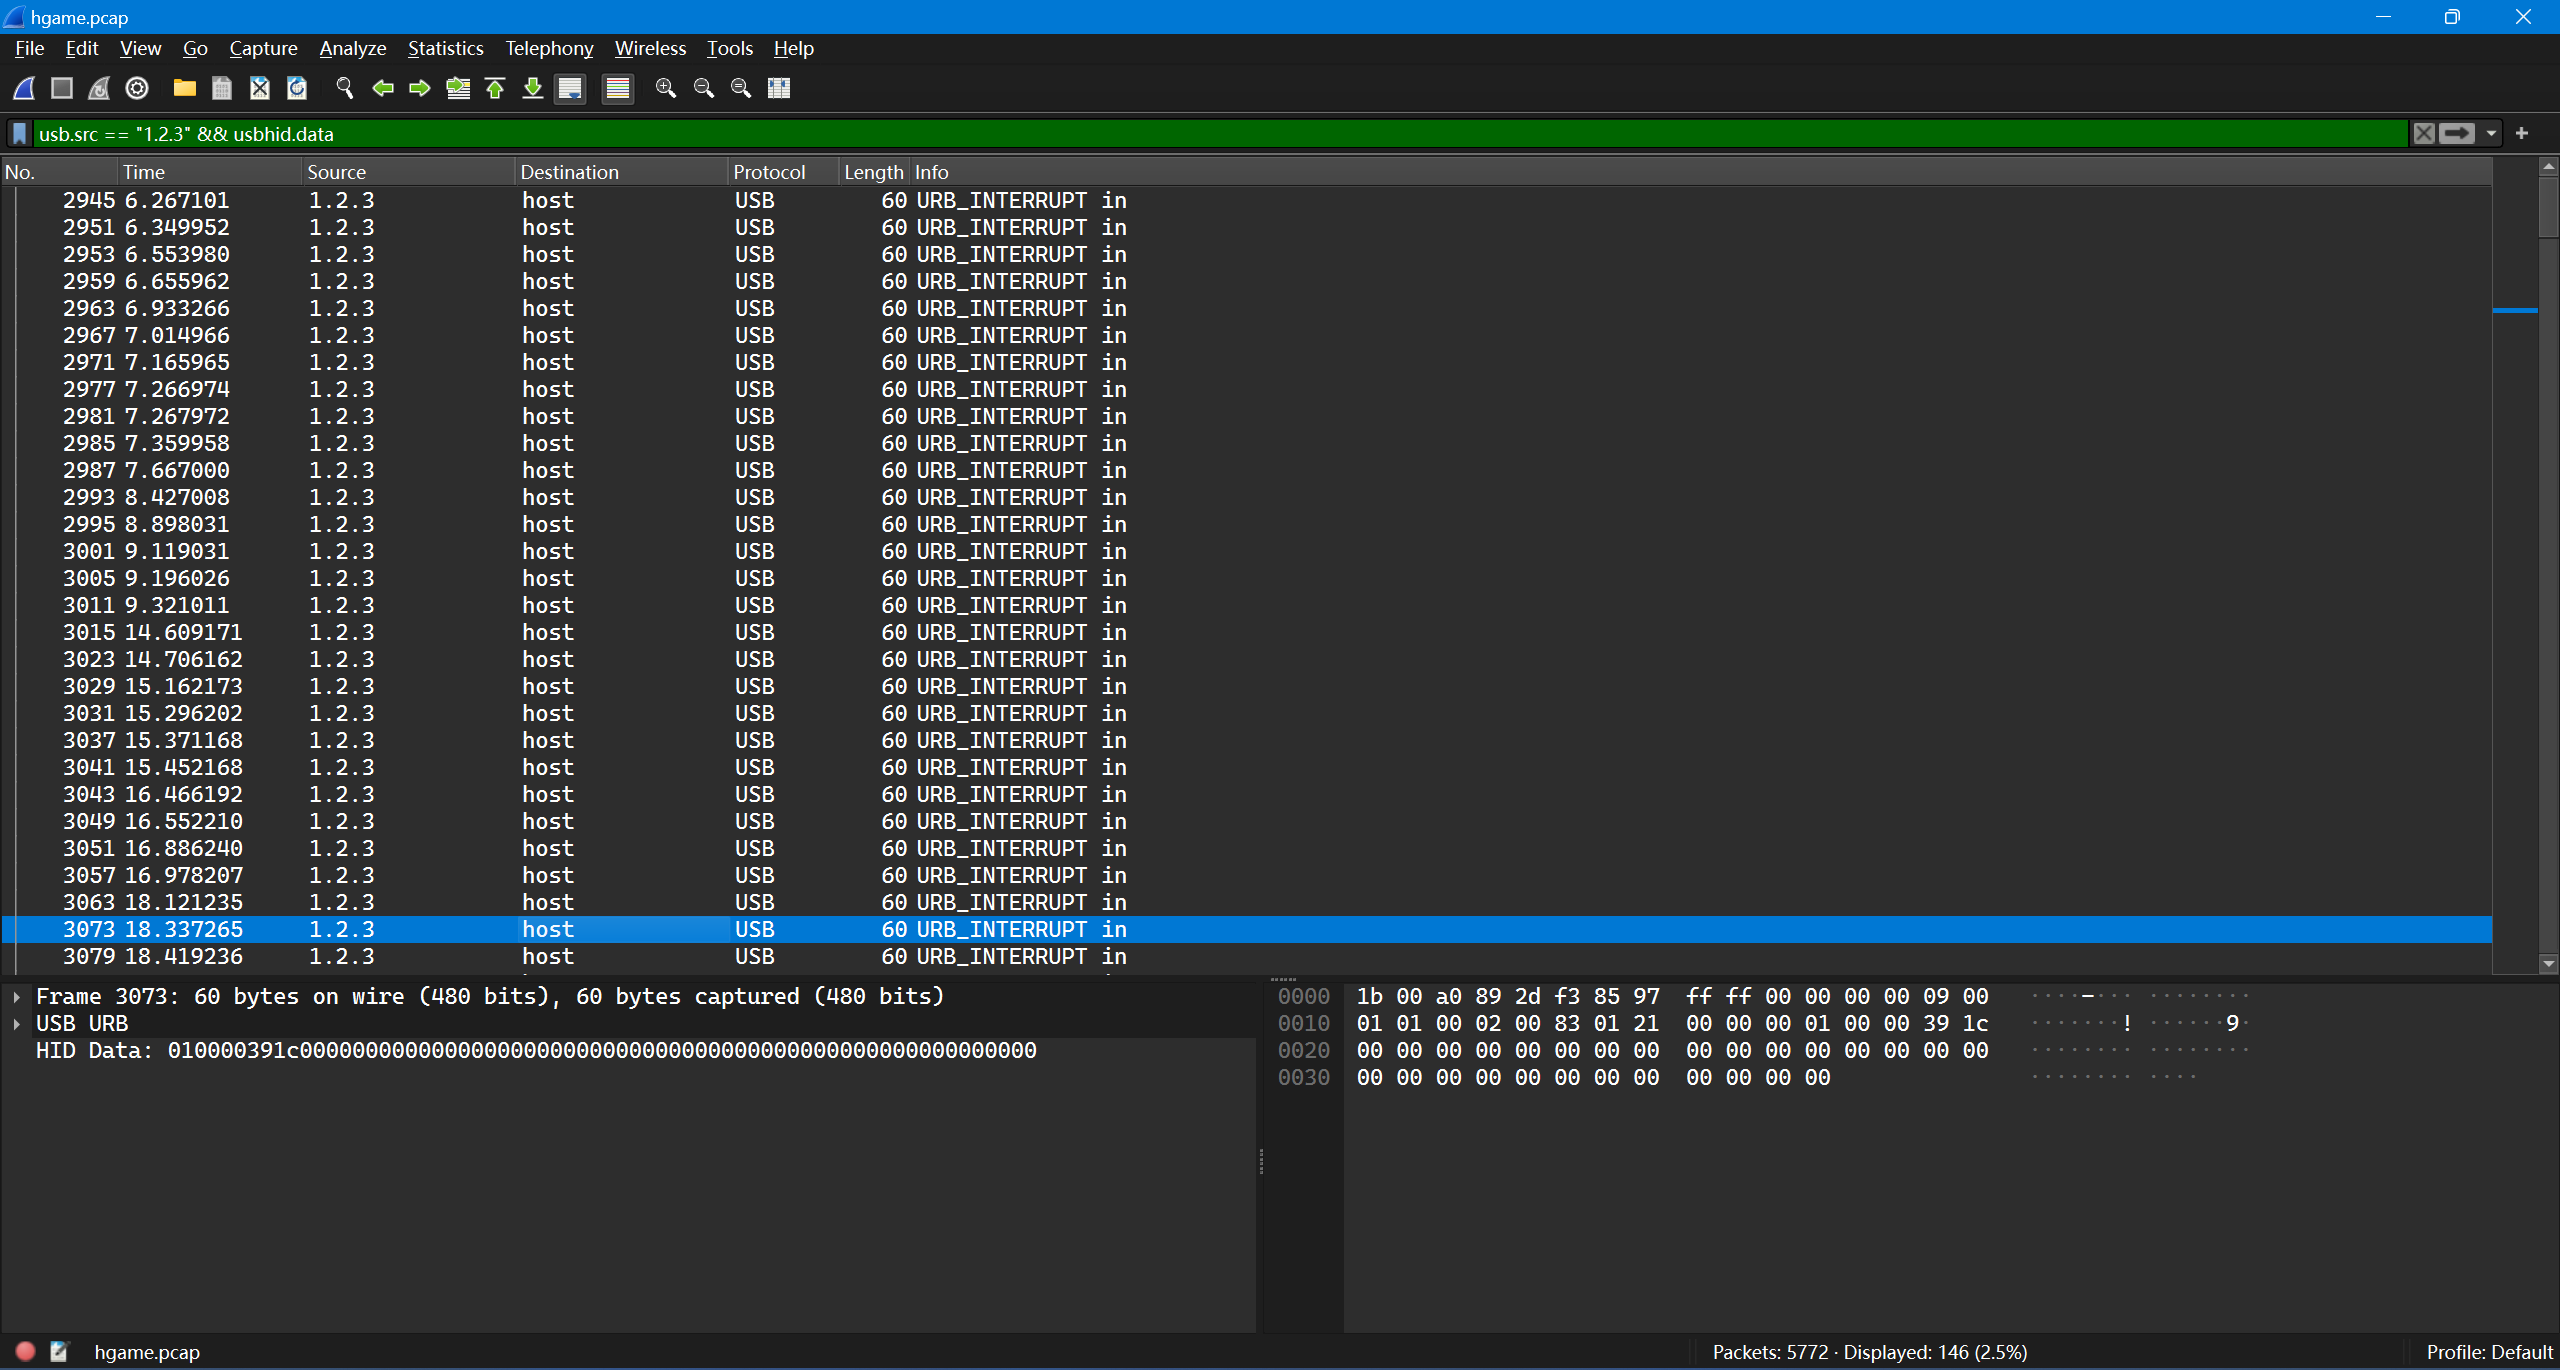 hgame.pcap
File Edit View Go Capture Analyze Statistics Telephony Wireless Tools Help
usb.src == "1.2.3" && usbhid.data
No. Time Source Destination Protocol Length Info
2945 6.267101 1.2.3 host USB 60 URB_INTERRUPT in
2951 6.349952 1.2.3 host USB 60 URB_INTERRUPT in
2953 6.553980 1.2.3 host USB 60 URB_INTERRUPT in
2959 6.655962 1.2.3 host USB 60 URB_INTERRUPT in
2963 6.933266 1.2.3 host USB 60 URB_INTERRUPT in
2967 7.014966 1.2.3 host USB 60 URB_INTERRUPT in
2971 7.165965 1.2.3 host USB 60 URB_INTERRUPT in
2977 7.266974 1.2.3 host USB 60 URB_INTERRUPT in
2981 7.267972 1.2.3 host USB 60 URB_INTERRUPT in
2985 7.359958 1.2.3 host USB 60 URB_INTERRUPT in
2987 7.667000 1.2.3 host USB 60 URB_INTERRUPT in
2993 8.427008 1.2.3 host USB 60 URB_INTERRUPT in
2995 8.898031 1.2.3 host USB 60 URB_INTERRUPT in
3001 9.119031 1.2.3 host USB 60 URB_INTERRUPT in
3005 9.196026 1.2.3 host USB 60 URB_INTERRUPT in
3011 9.321011 1.2.3 host USB 60 URB_INTERRUPT in
3015 14.609171 1.2.3 host USB 60 URB_INTERRUPT in
3023 14.706162 1.2.3 host USB 60 URB_INTERRUPT in
3029 15.162173 1.2.3 host USB 60 URB_INTERRUPT in
3031 15.296202 1.2.3 host USB 60 URB_INTERRUPT in
3037 15.371168 1.2.3 host USB 60 URB_INTERRUPT in
3041 15.452168 1.2.3 host USB 60 URB_INTERRUPT in
3043 16.466192 1.2.3 host USB 60 URB_INTERRUPT in
3049 16.552210 1.2.3 host USB 60 URB_INTERRUPT in
3051 16.886240 1.2.3 host USB 60 URB_INTERRUPT in
3057 16.978207 1.2.3 host USB 60 URB_INTERRUPT in
3063 18.121235 1.2.3 host USB 60 URB_INTERRUPT in
3073 18.337265 1.2.3 host USB 60 URB_INTERRUPT in
3079 18.419236 1.2.3 host USB 60 URB_INTERRUPT in
Frame 3073: 60 bytes on wire (480 bits), 60 bytes captured (480 bits)
USB URB
HID Data: 010000391c00000000000000000000000000000000000000000000000000000000
0000 1b 00 a0 89 2d f3 85 97 ff ff 00 00 00 00 09 00 ····-··· ········
0010 01 01 00 02 00 83 01 21 00 00 00 01 00 00 39 1c ·······! ······9·
0020 00 00 00 00 00 00 00 00 00 00 00 00 00 00 00 00 ········ ········
0030 00 00 00 00 00 00 00 00 00 00 00 00 ········ ····
hgame.pcap
Packets: 5772 · Displayed: 146 (2.5%)
Profile: Default